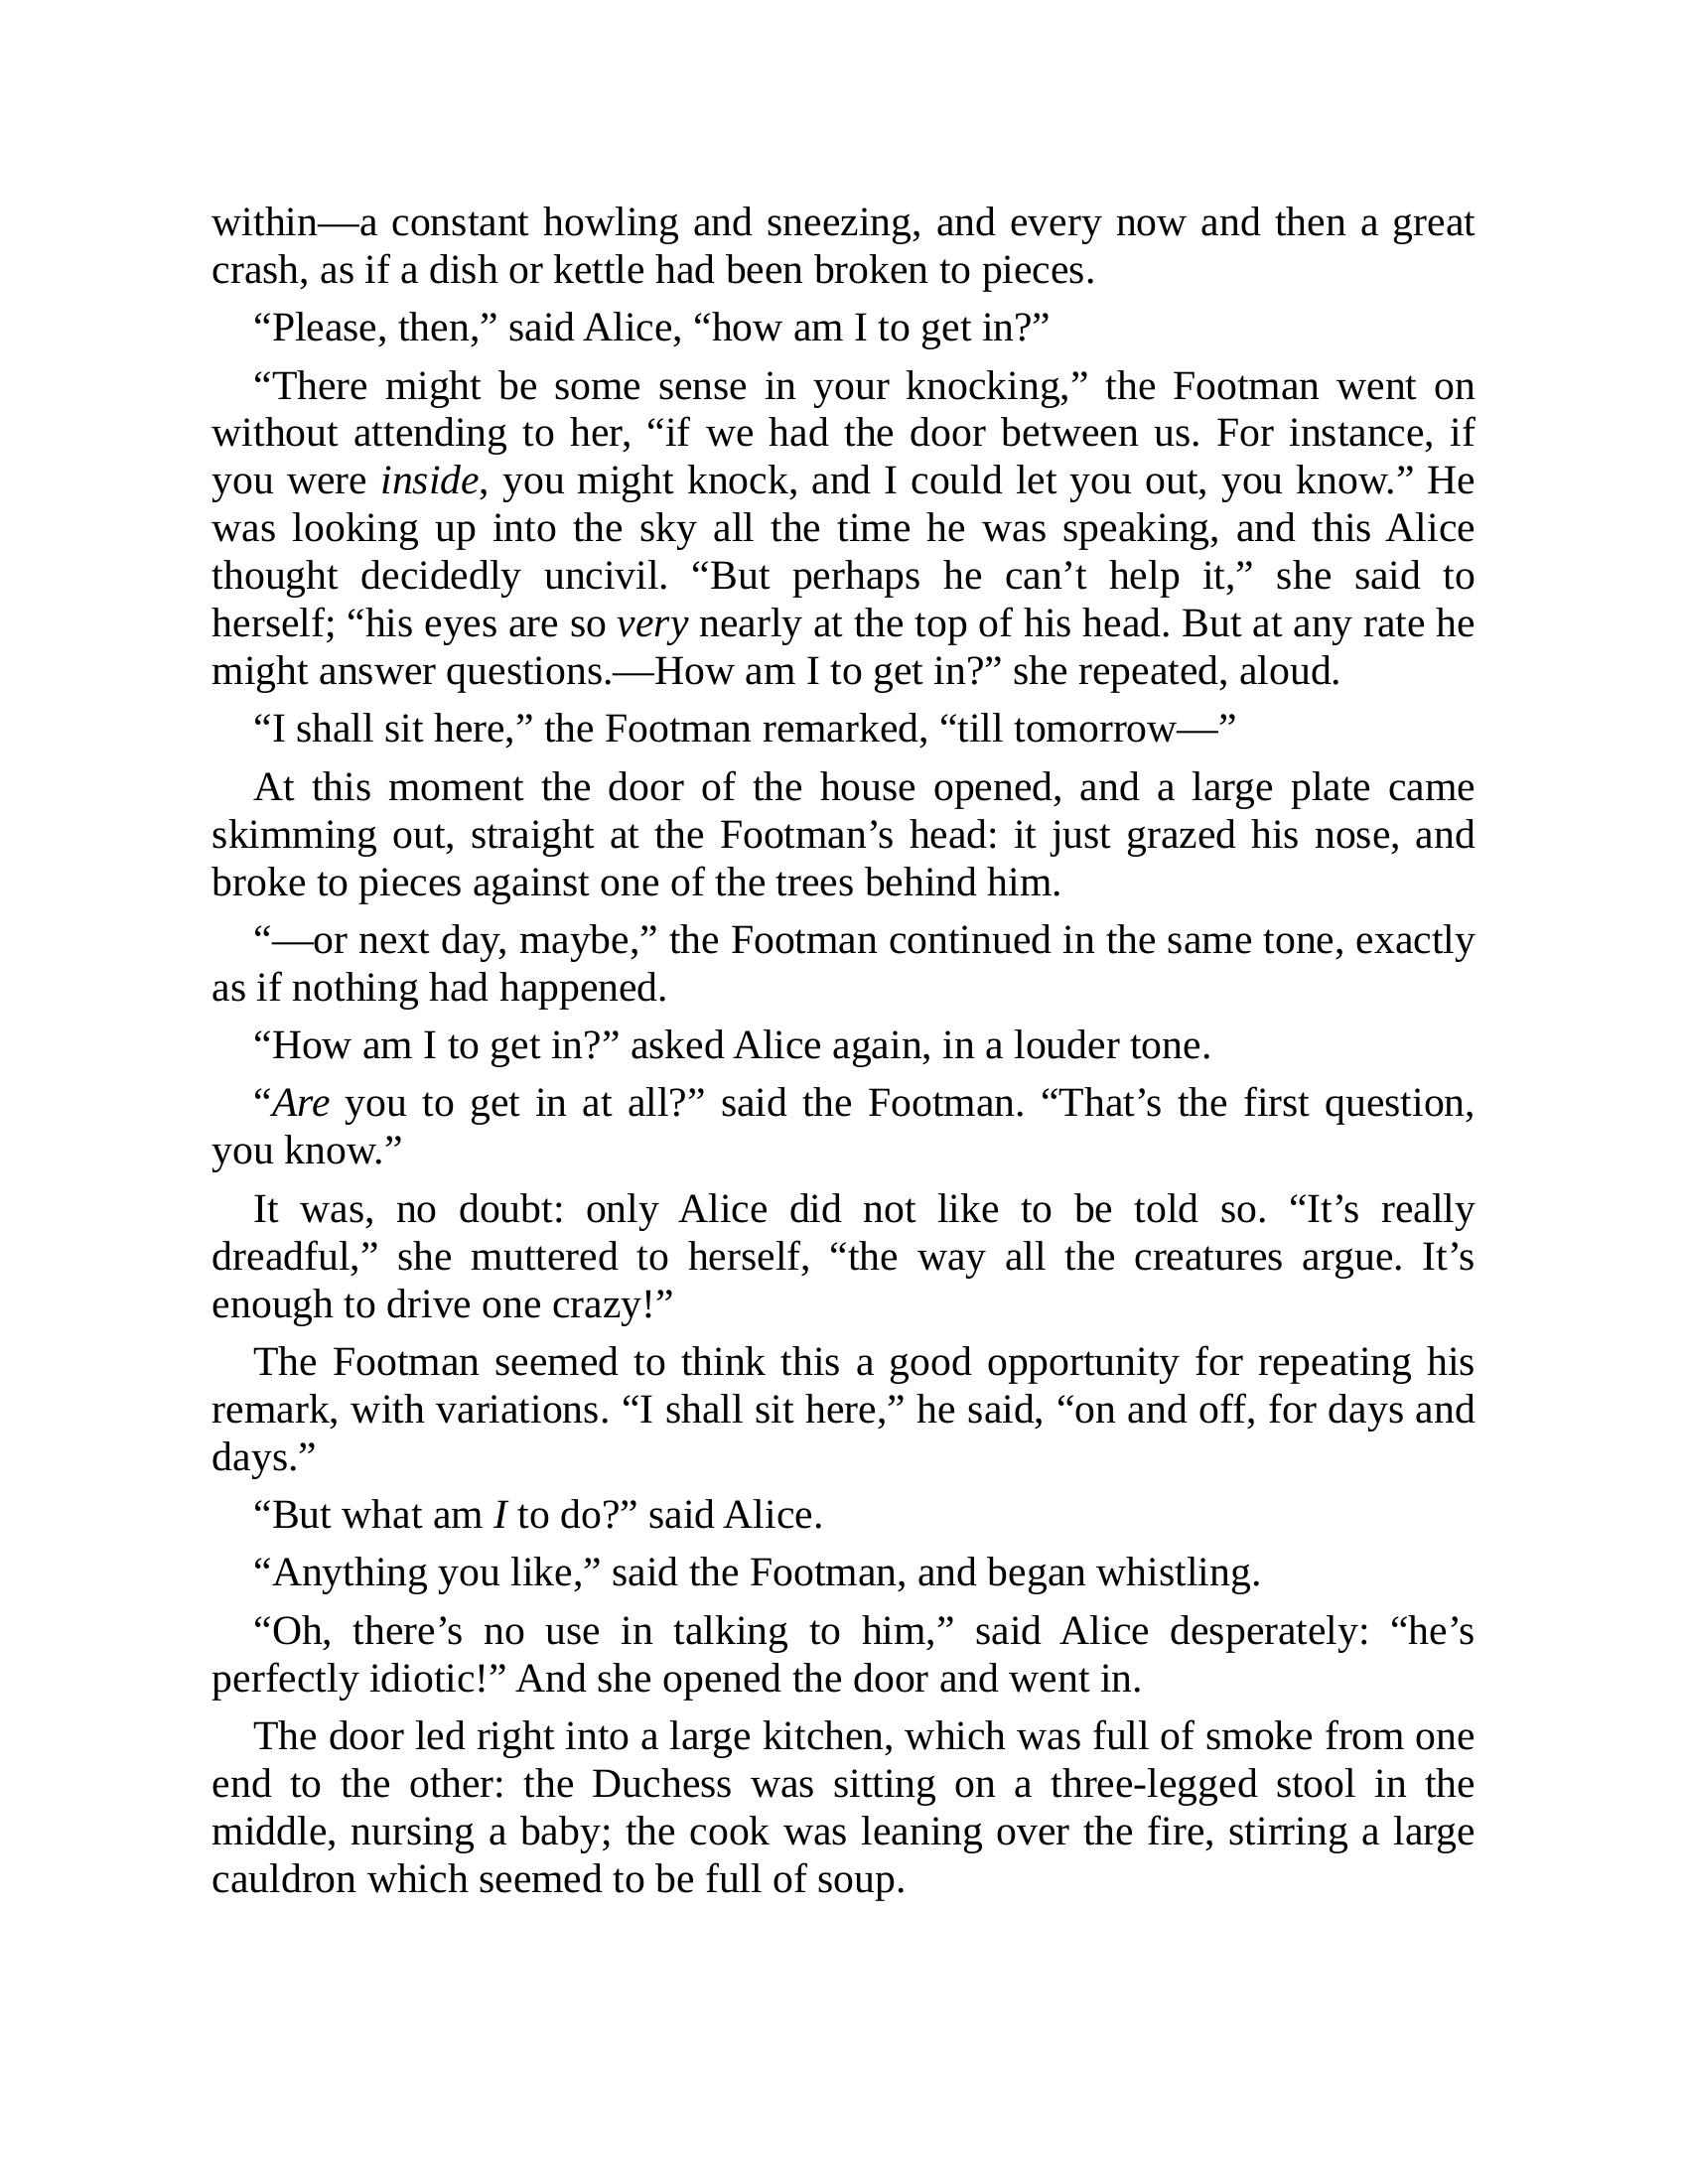 within—a constant howling and sneezing, and every now and then a great
crash, as if a dish or kettle had been broken to pieces.
“Please, then,” said Alice, “how am I to get in?”
“There might be some sense in your knocking,” the Footman went on
without attending to her, “if we had the door between us. For instance, if
you were inside, you might knock, and I could let you out, you know.” He
was looking up into the sky all the time he was speaking, and this Alice
thought decidedly uncivil. “But perhaps he can’t help it,” she said to
herself; “his eyes are so very nearly at the top of his head. But at any rate he
might answer questions.—How am I to get in?” she repeated, aloud.
“I shall sit here,” the Footman remarked, “till tomorrow—”
At this moment the door of the house opened, and a large plate came
skimming out, straight at the Footman’s head: it just grazed his nose, and
broke to pieces against one of the trees behind him.
“—or next day, maybe,” the Footman continued in the same tone, exactly
as if nothing had happened.
“How am I to get in?” asked Alice again, in a louder tone.
“Are you to get in at all?” said the Footman. “That’s the first question,
you know.”
It was, no doubt: only Alice did not like to be told so. “It’s really
dreadful,” she muttered to herself, “the way all the creatures argue. It’s
enough to drive one crazy!”
The Footman seemed to think this a good opportunity for repeating his
remark, with variations. “I shall sit here,” he said, “on and off, for days and
days.”
“But what am I to do?” said Alice.
“Anything you like,” said the Footman, and began whistling.
“Oh, there’s no use in talking to him,” said Alice desperately: “he’s
perfectly idiotic!” And she opened the door and went in.
The door led right into a large kitchen, which was full of smoke from one
end to the other: the Duchess was sitting on a three-legged stool in the
middle, nursing a baby; the cook was leaning over the fire, stirring a large
cauldron which seemed to be full of soup.